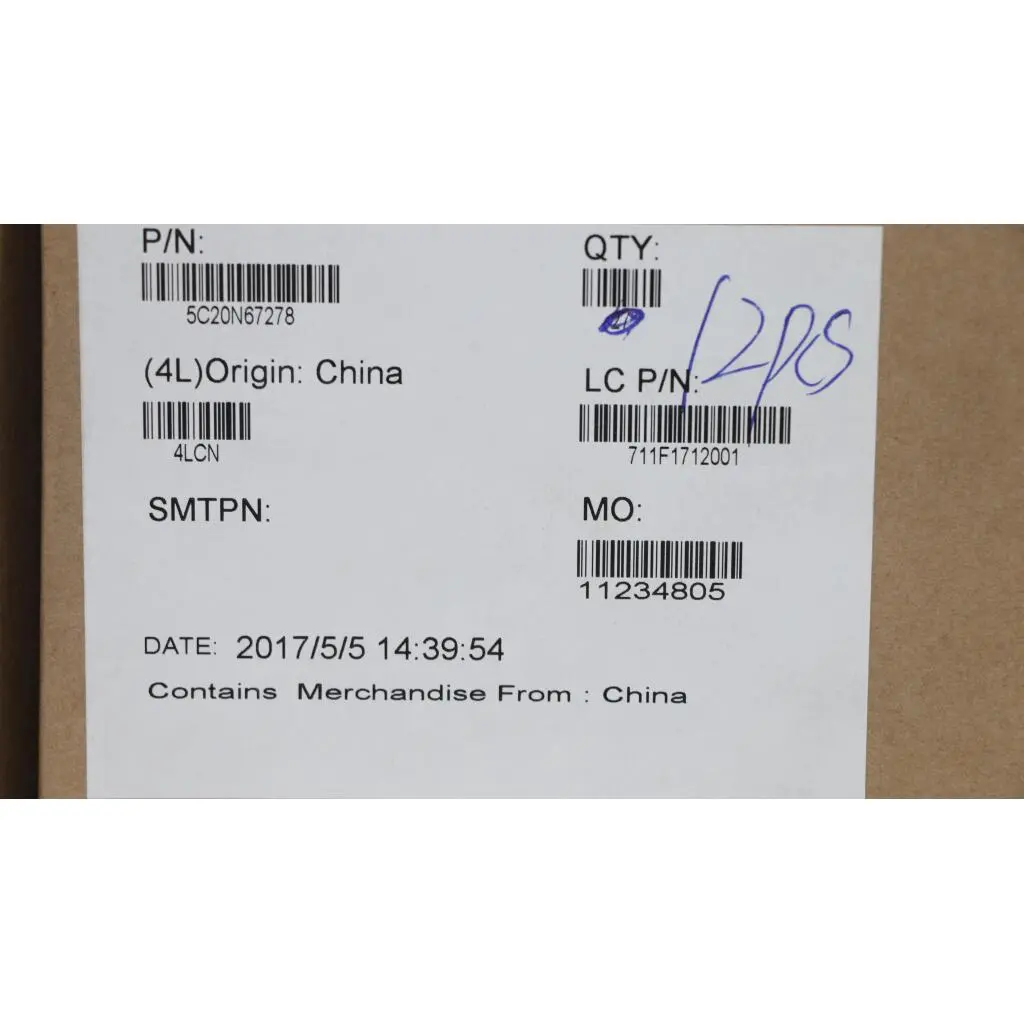 P/N:
5C20N67278
QTY:
12pcs
(4L)Origin: China
4LCN
LC P/N:
711F1712001
SMTPN:
MO:
11234805
DATE: 2017/5/5 14:39:54
Contains Merchandise From : China